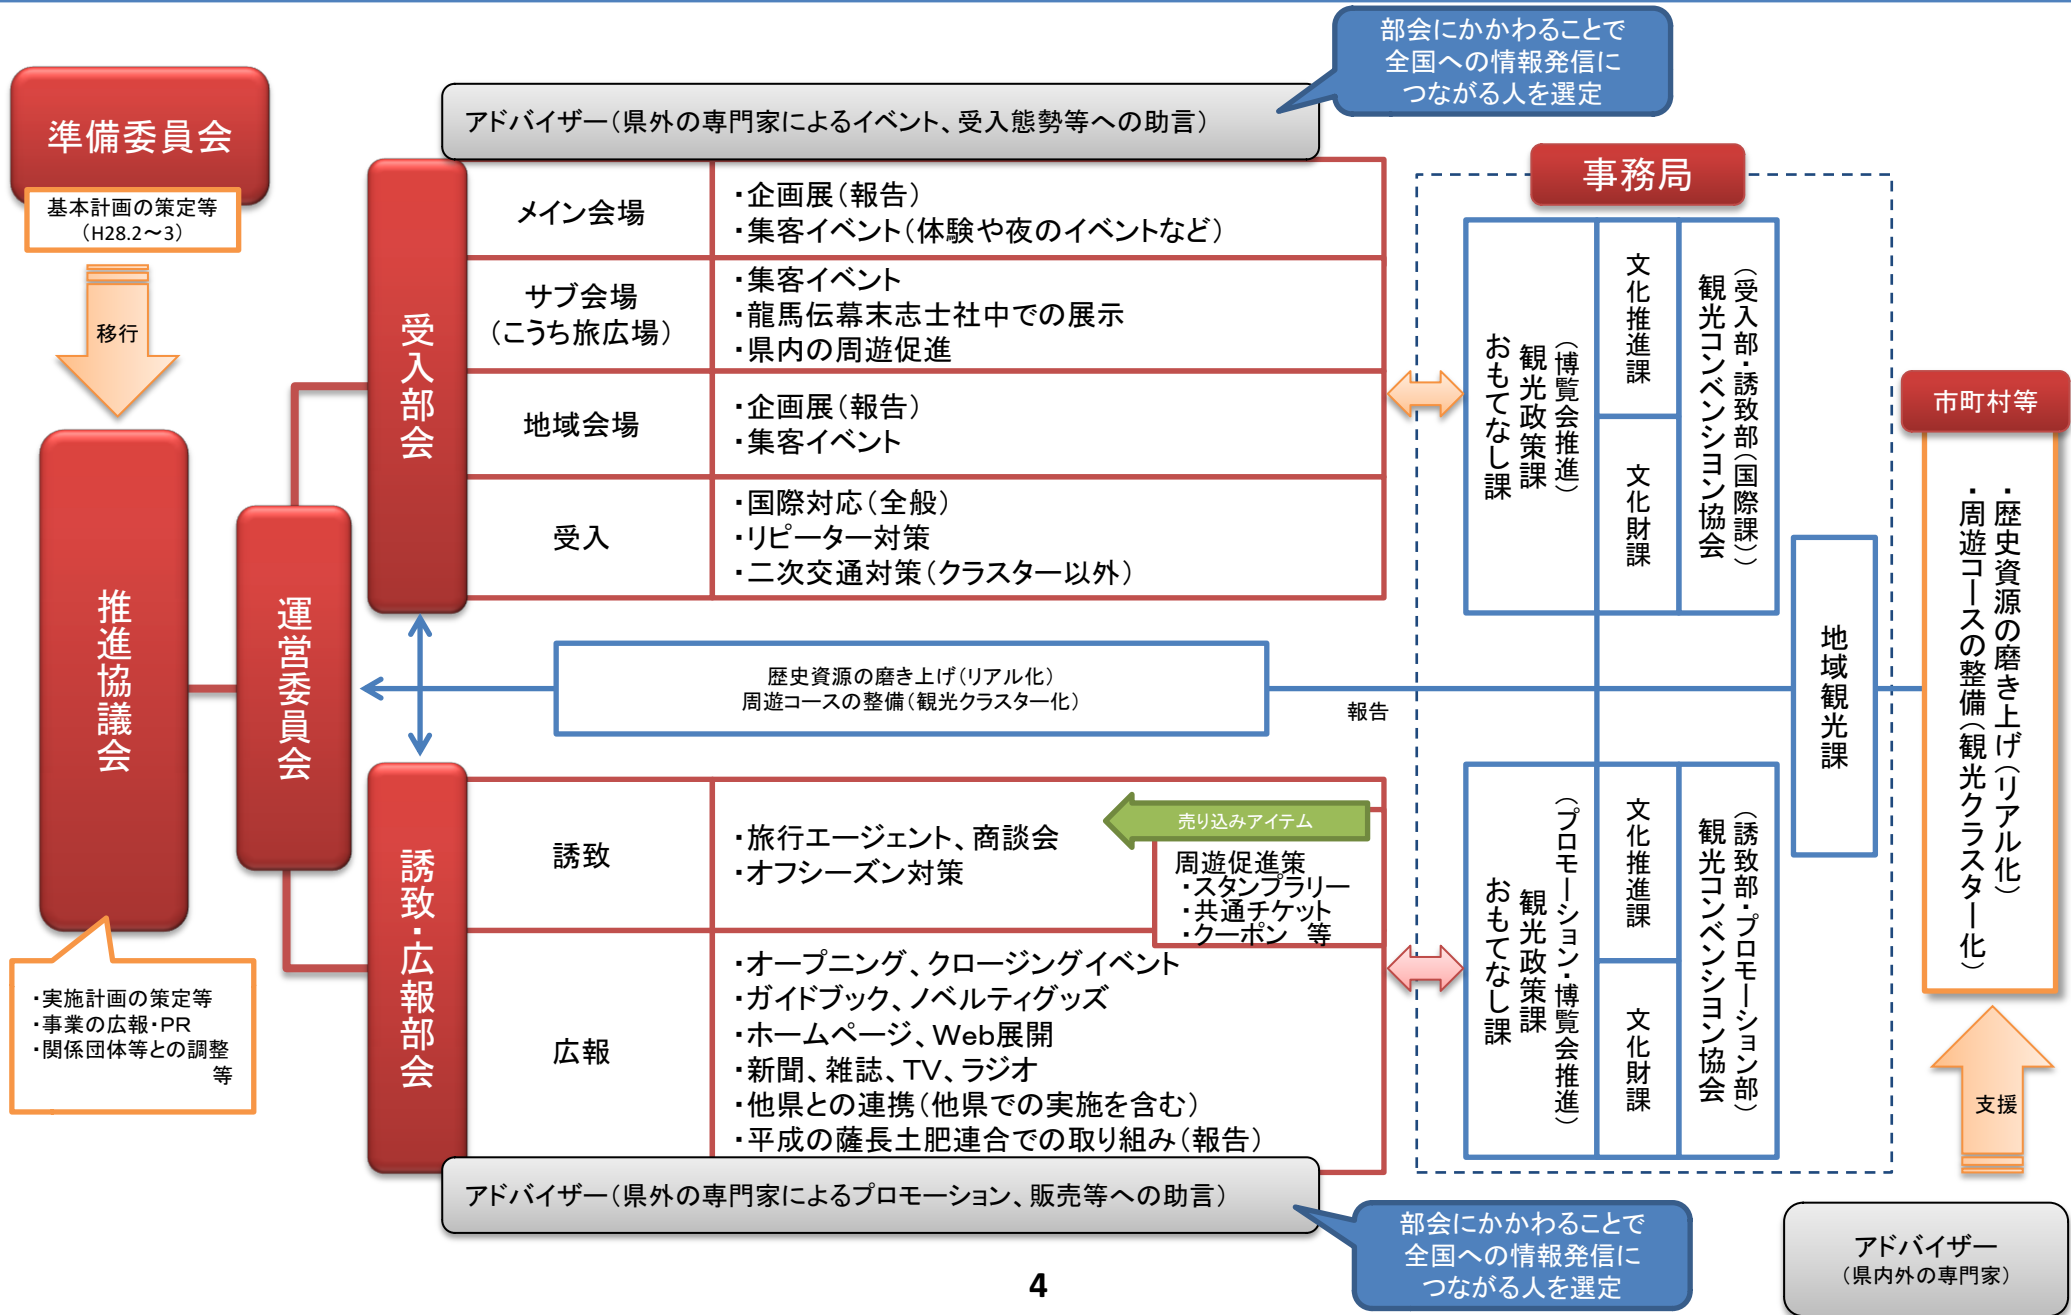 部会にかかわることで
全国への情報発信に
つながる人を選定
準備委員会
基本計画の策定等
（H28.2～3）
移行
推進協議会
・実施計画の策定等
・事業の広報・PR
・関係団体等との調整
等
運営委員会
アドバイザー（県外の専門家によるイベント、受入態勢等への助言）
受入部会
メイン会場
・企画展（報告）
・集客イベント（体験や夜のイベントなど）
サブ会場
（こうち旅広場）
・集客イベント
・龍馬伝幕末志士社中での展示
・県内の周遊促進
地域会場
・企画展（報告）
・集客イベント
受入
・国際対応（全般）
・リピーター対策
・二次交通対策（クラスター以外）
歴史資源の磨き上げ（リアル化）
周遊コースの整備（観光クラスター化）
報告
誘致・広報部会
誘致
・旅行エージェント、商談会
・オフシーズン対策
売り込みアイテム
周遊促進策
・スタンプラリー
・共通チケット
・クーポン　等
広報
・オープニング、クロージングイベント
・ガイドブック、ノベルティグッズ
・ホームページ、Web展開
・新聞、雑誌、TV、ラジオ
・他県との連携（他県での実施を含む）
・平成の薩長土肥連合での取り組み（報告）
アドバイザー（県外の専門家によるプロモーション、販売等への助言）
部会にかかわることで
全国への情報発信に
つながる人を選定
事務局
（博覧会推進）
観光政策課
おもてなし課
文化推進課
文化財課
（受入部・誘致部（国際課））
観光コンベンション協会
地域観光課
（プロモーション・博覧会推進）
観光政策課
おもてなし課
文化推進課
文化財課
（誘致部・プロモーション部）
観光コンベンション協会
市町村等
・歴史資源の磨き上げ（リアル化）
・周遊コースの整備（観光クラスター化）
支援
アドバイザー
（県内外の専門家）
4